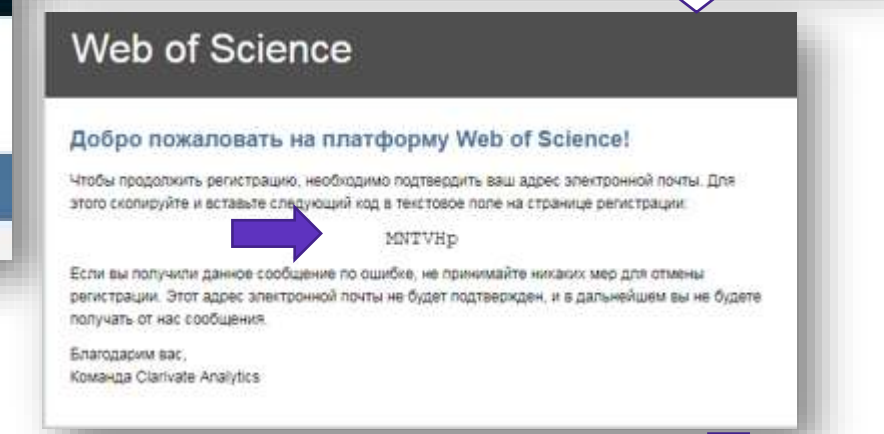 Web of Science
Добро пожаловать на платформу Web of Science!
Чтобы продолжить регистрацию, необходимо подтвердить ваш адрес электронной почты. Для
этого скопируйте и вставьте следующий код в текстовое поле на странице регистрации:
MNTVHp
Если вы получили данное сообщение по ошибке, не принимайте никаких мер для отмены
регистрации. Этот адрес электронной почты не будет подтвержден, и в дальнейшем вы не будете
получать от нас сообщения.
Благодарим вас,
Команда Clarivate Analytics